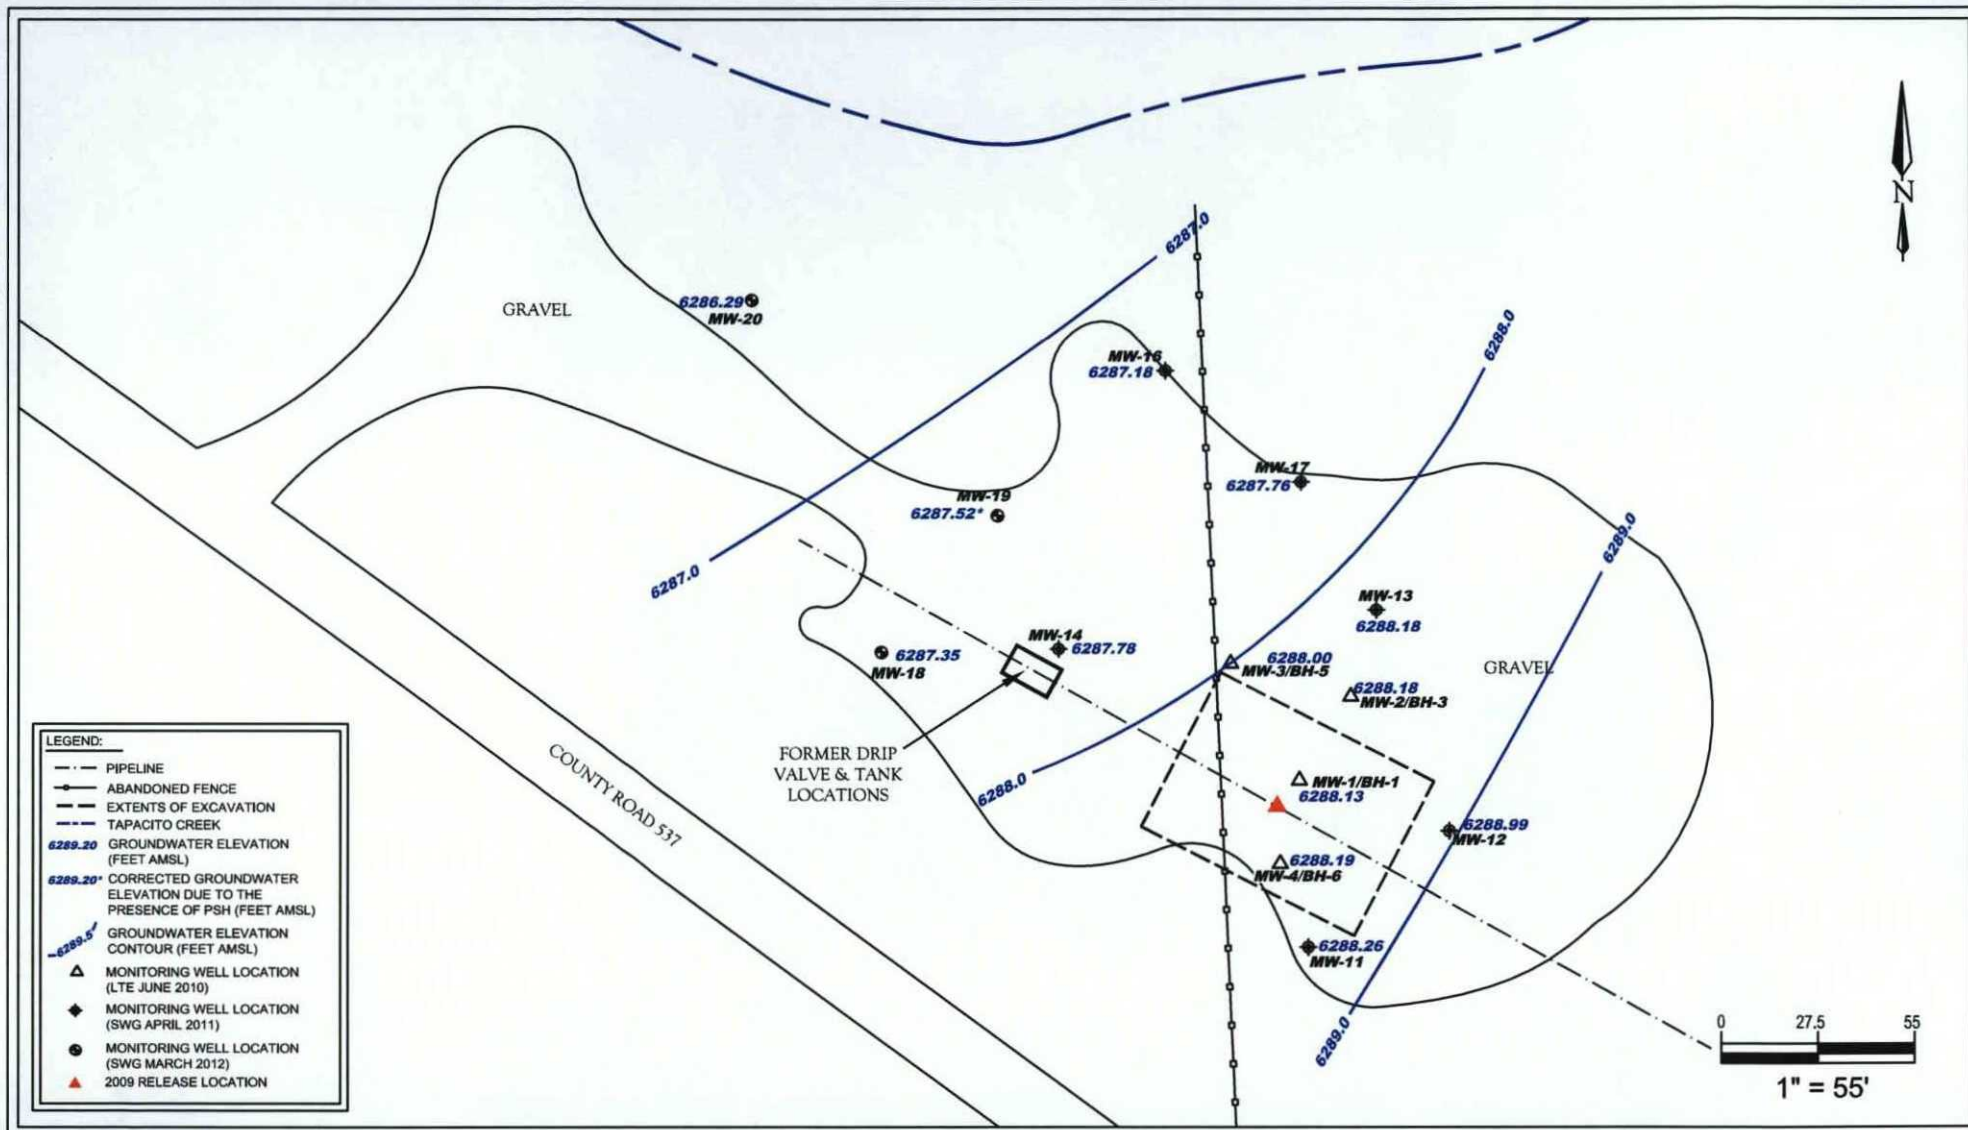 N
6287.0
GRAVEL
6286.29
MW-20
6288.0
MW-16
6287.18
MW-17
6287.76
MW-19
6287.52*
6289.0
6287.0
MW-13
6288.18
MW-14
6287.78
6287.35
MW-18
6288.00
MW-3/BH-5
GRAVEL
6288.18
MW-2/BH-3
FORMER DRIP
VALVE & TANK
LOCATIONS
6288.0
MW-1/BH-1
6288.13
COUNTY ROAD 537
6288.99
MW-12
6288.19
MW-4/BH-6
6288.26
MW-11
6289.0
LEGEND:
PIPELINE
ABANDONED FENCE
EXTENTS OF EXCAVATION
TAPACITO CREEK
6289.20 GROUNDWATER ELEVATION
(FEET AMSL)
6289.20* CORRECTED GROUNDWATER
ELEVATION DUE TO THE
PRESENCE OF PSH (FEET AMSL)
6289.5 GROUNDWATER ELEVATION
CONTOUR (FEET AMSL)
MONITORING WELL LOCATION
(LTE JUNE 2010)
MONITORING WELL LOCATION
(SWG APRIL 2011)
MONITORING WELL LOCATION
(SWG MARCH 2012)
2009 RELEASE LOCATION
0 27.5 55
1" = 55'